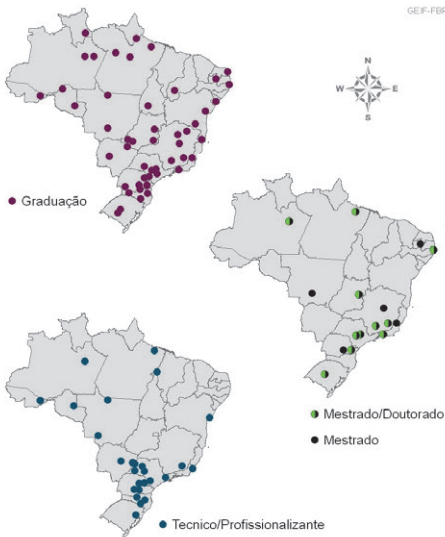 GEIF-FBF
N
W E
S
Graduação
Mestrado/Doutorado
Mestrado
Tecnico/Profissionalizante